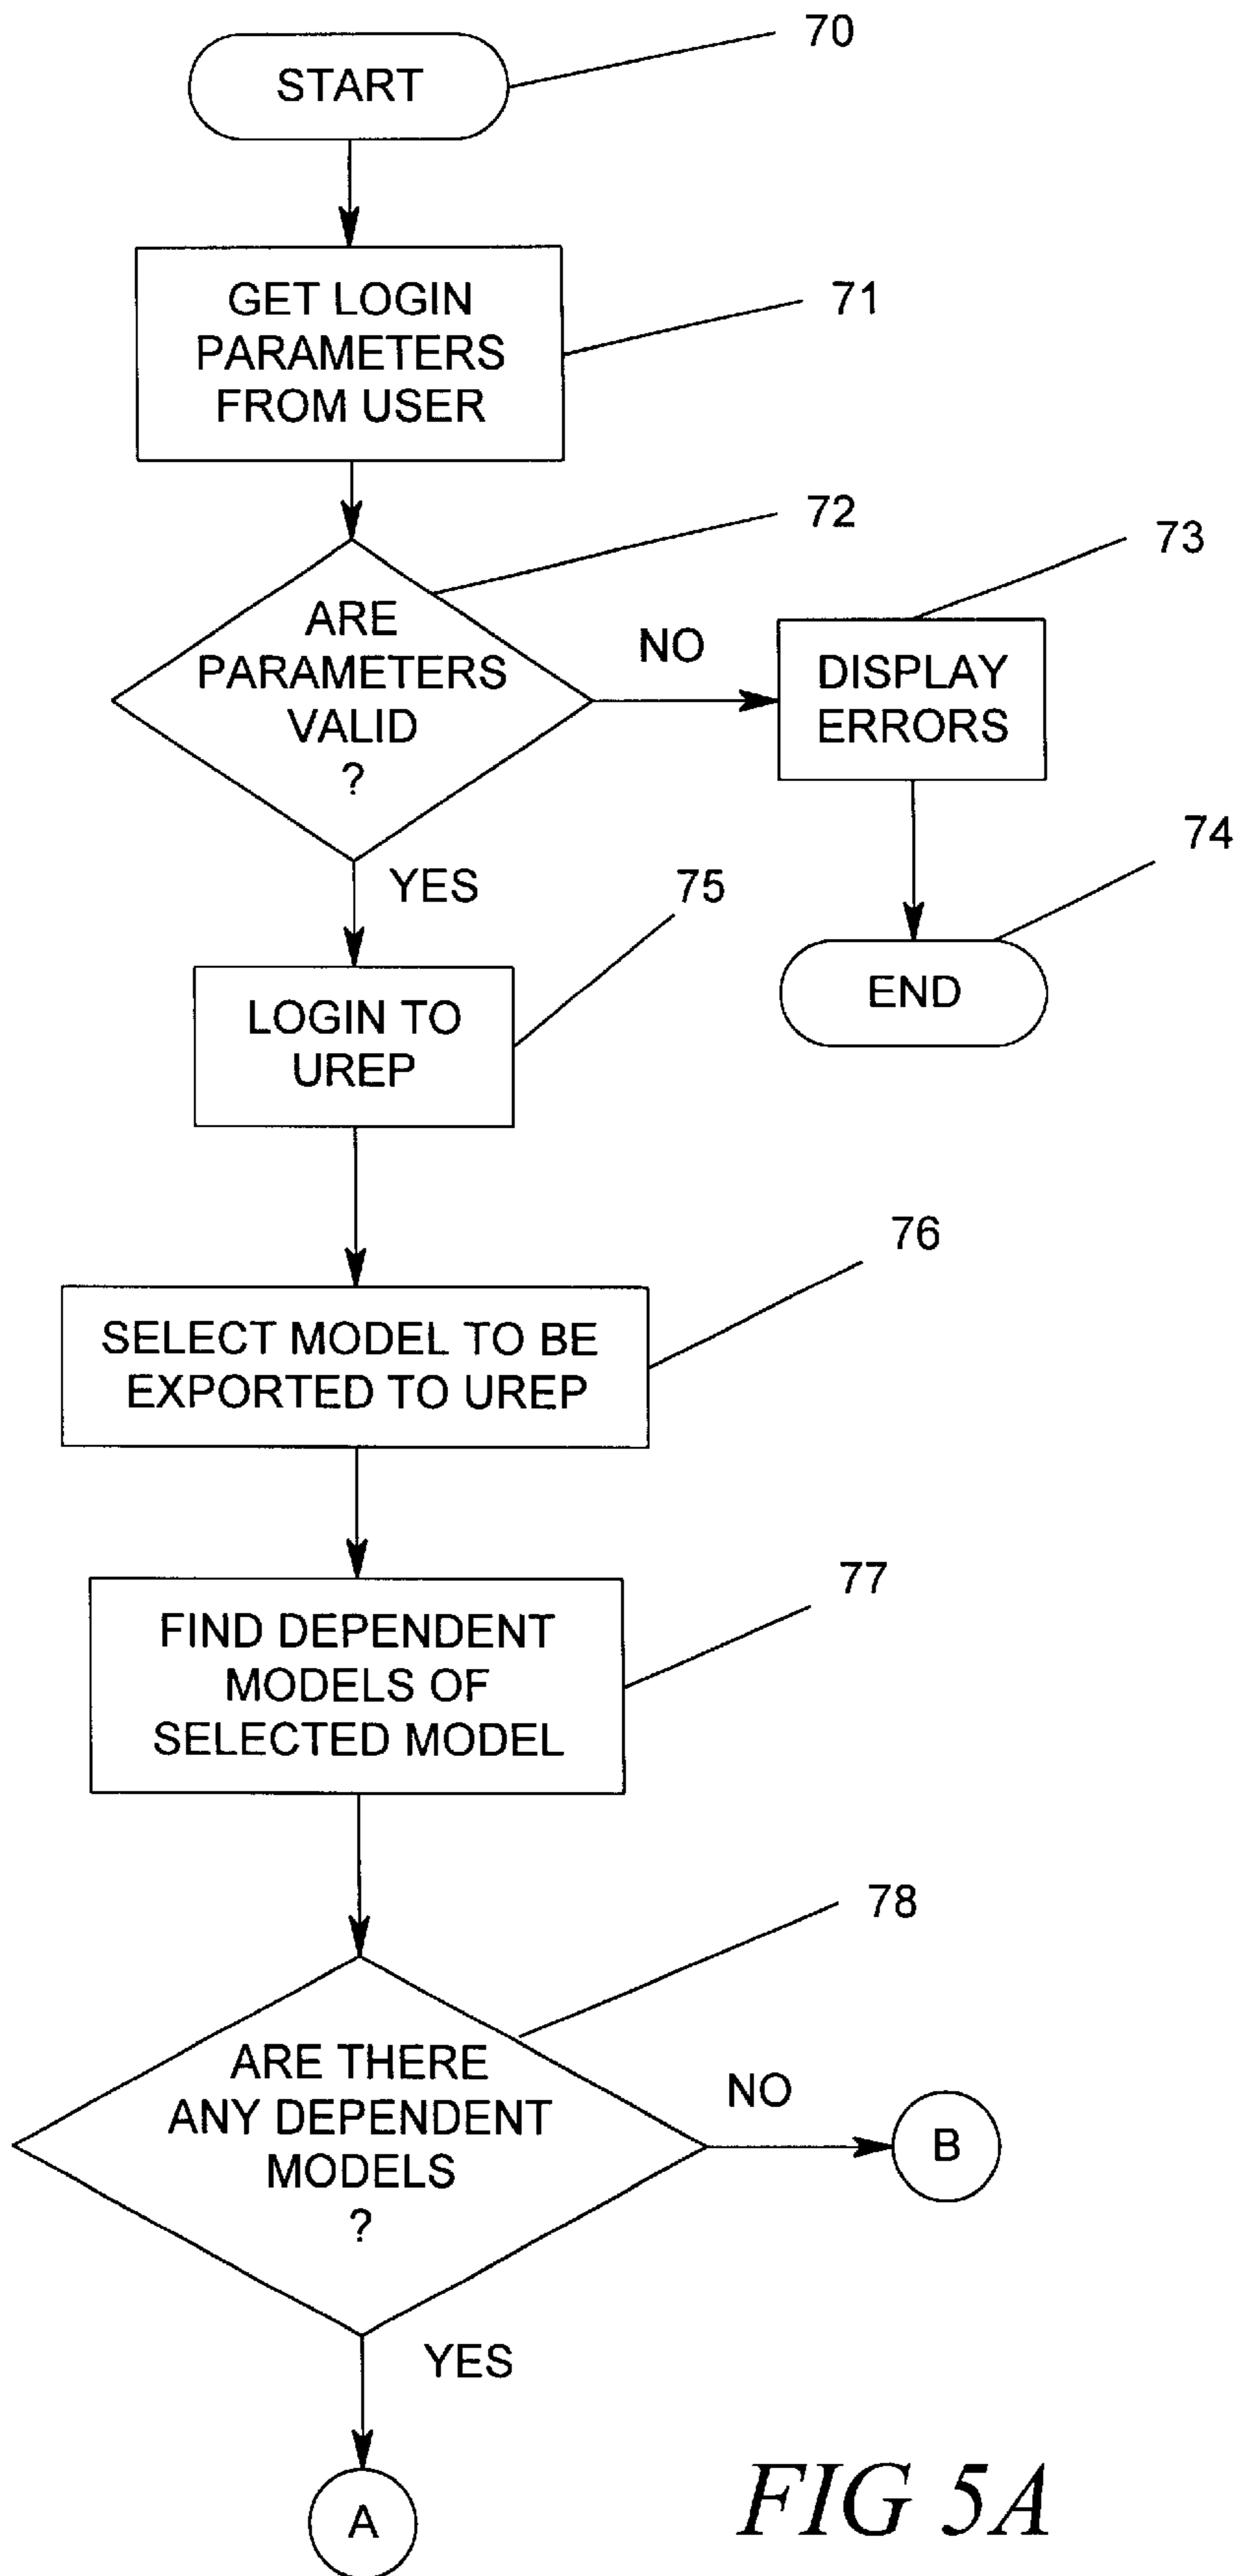 70
START
71
GET LOGIN
PARAMETERS
FROM USER
72
73
ARE
PARAMETERS
VALID
?
NO
DISPLAY
ERRORS
74
YES
75
END
LOGIN TO
UREP
76
SELECT MODEL TO BE
EXPORTED TO UREP
77
FIND DEPENDENT
MODELS OF
SELECTED MODEL
78
ARE THERE
ANY DEPENDENT
MODELS
?
NO
B
YES
A
FIG 5A